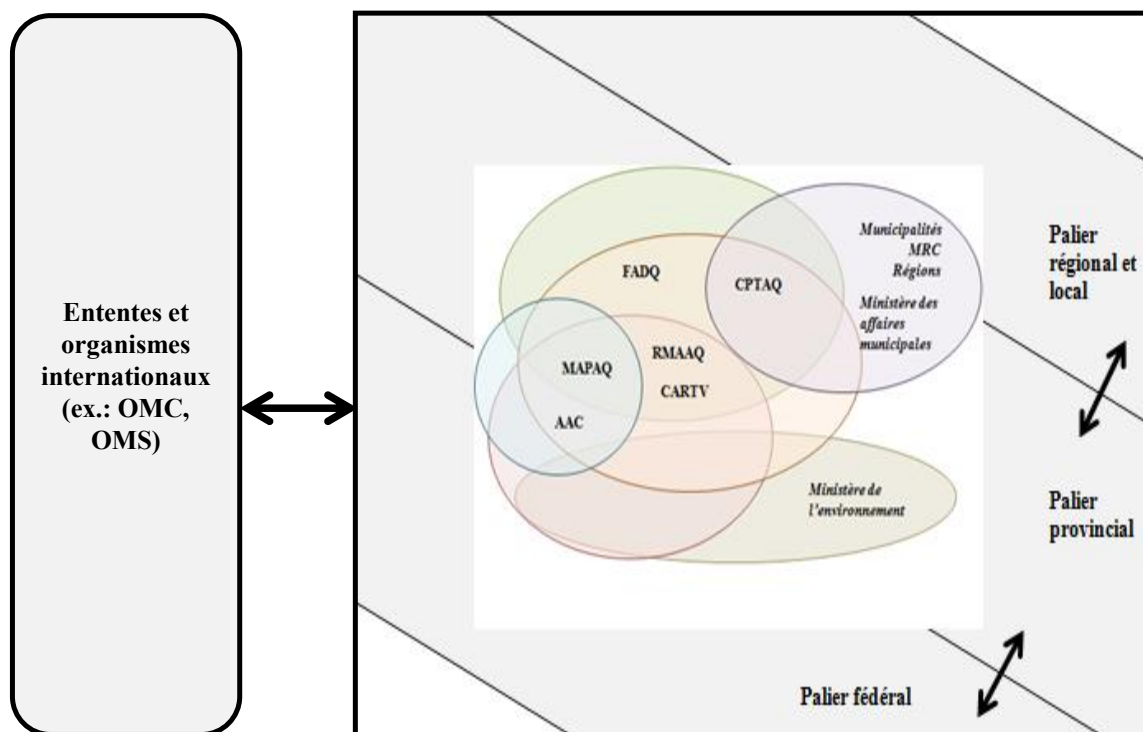 Ententes et
organismes
internationaux
(ex.: OMC,
OMS)
FADQ
CPTAQ
Municipalités
MRC
Régions
Ministère des
affaires
municipales
MAPAQ
RMAAQ
CARTV
AAC
Ministère de
l'environnement
Palier
régional et
local
Palier
provincial
Palier fédéral